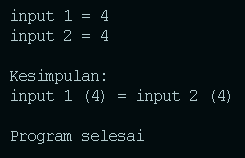 input 1 = 4
input 2 = 4
Kesimpulan:
input 1 (4) = input 2 (4)
Program selesai